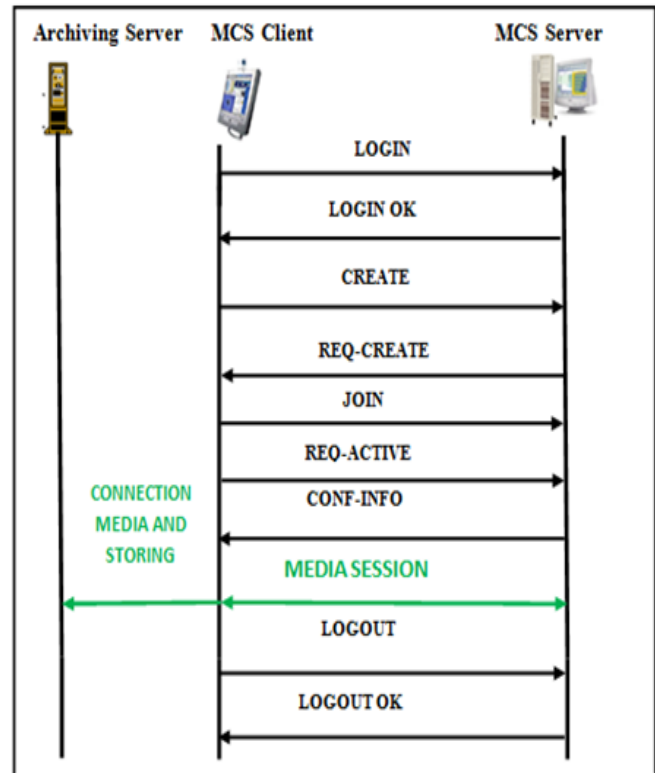 Archiving Server
MCS Client
MCS Server
LOGIN
LOGIN OK
CREATE
REQ-CREATE
JOIN
REQ-ACTIVE
CONF-INFO
CONNECTION
MEDIA AND
STORING
MEDIA SESSION
LOGOUT
LOGOUT OK